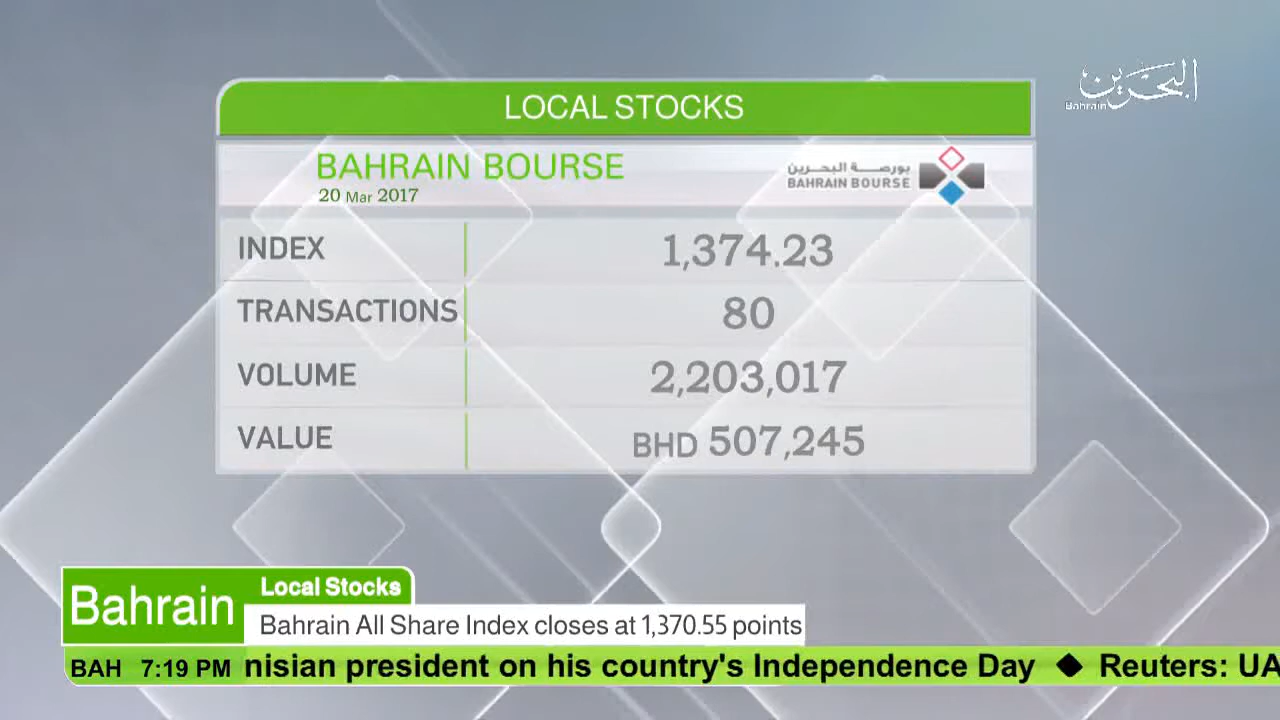 البحرين
Bahrain
LOCAL STOCKS
BAHRAIN BOURSE
20 Mar 2017
بورصة البحرين
BAHRAIN BOURSE
INDEX 1,374.23
TRANSACTIONS 80
VOLUME 2,203,017
VALUE BHD 507,245
Bahrain
Local Stocks
Bahrain All Share Index closes at 1,370.55 points
BAH 7:19 PM nisian president on his country's Independence Day ◆ Reuters: UA